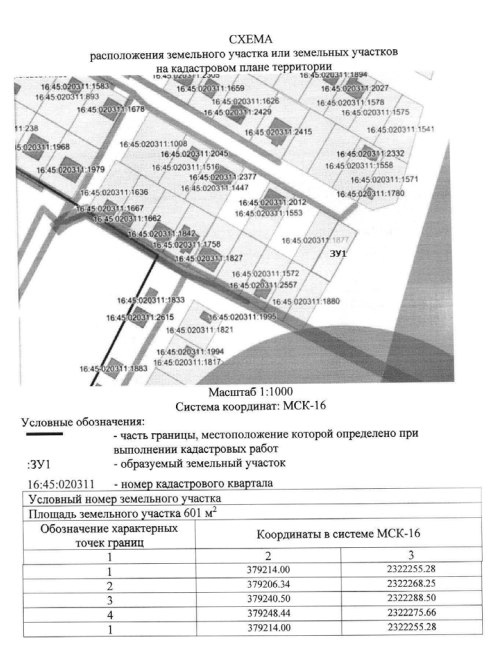 СХЕМА
расположения земельного участка или земельных участков
на кадастровом плане территории
16:45:020311:1583
16:45:020311:893
16:45:020311:1678
16:45:020311:2305
16:45:020311:1659
16:45:020311:1626
16:45:020311:2429
16:45:020311:2415
16:45:020311:1894
16:45:020311:2027
16:45:020311:1578
16:45:020311:1575
16:45:020311:1541
16:45:020311:2332
16:45:020311:1558
16:45:020311:1571
16:45:020311:1780
11:238
:020311:1968
5:020311:1979
16:45:020311:1008
16:45:020311:2045
16:45:020311:1516
16:45:020311:2377
16:45:020311:1447
16:45:020311:1636
16:45:020311:1667
16:45:020311:1662
16:45:020311:2012
16:45:020311:1553
16:45:020311:1842
16:45:020311:1758
16:45:020311:1827
16:45:020311:1877
ЗУ1
16:45:020311:1572
16:45:020311:2557
16:45:020311:1880
16:45:020311:1833
16:45:020311:2615
16:45:020311:1995
16:45:020311:1821
16:45:020311:1994
16:45:020311:1817
16:45:020311:1883
Масштаб 1:1000
Система координат: МСК-16
Условные обозначения:
- часть границы, местоположение которой определено при
выполнении кадастровых работ
:ЗУ1 - образуемый земельный участок
16:45:020311 - номер кадастрового квартала
Условный номер земельного участка
Площадь земельного участка 601 м²
Обозначение характерных точек границ Координаты в системе МСК-16
1 2 3
1 379214.00 2322255.28
2 379206.34 2322268.25
3 379240.50 2322288.50
4 379248.44 2322275.66
1 379214.00 2322255.28